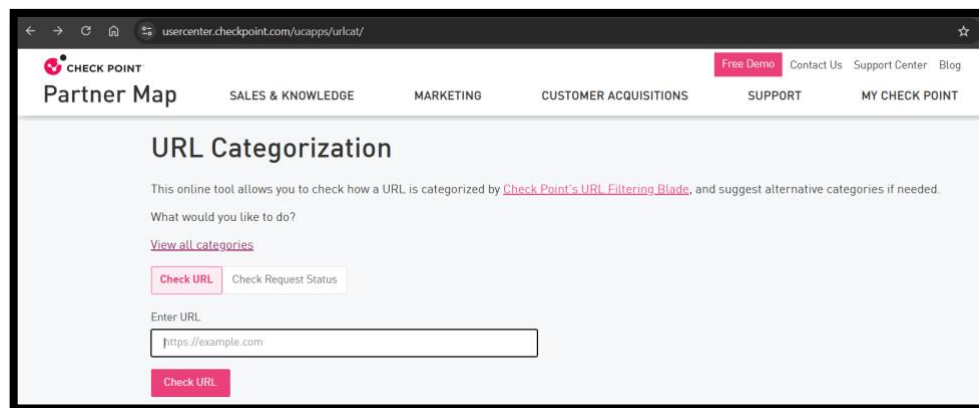 usercenter.checkpoint.com/ucapps/urlcat/
CHECK POINT
Free Demo Contact Us Support Center Blog
Partner Map SALES & KNOWLEDGE MARKETING CUSTOMER ACQUISITIONS SUPPORT MY CHECK POINT
URL Categorization
This online tool allows you to check how a URL is categorized by Check Point's URL Filtering Blade, and suggest alternative categories if needed.
What would you like to do?
View all categories
Check URL Check Request Status
Enter URL
https://example.com
Check URL